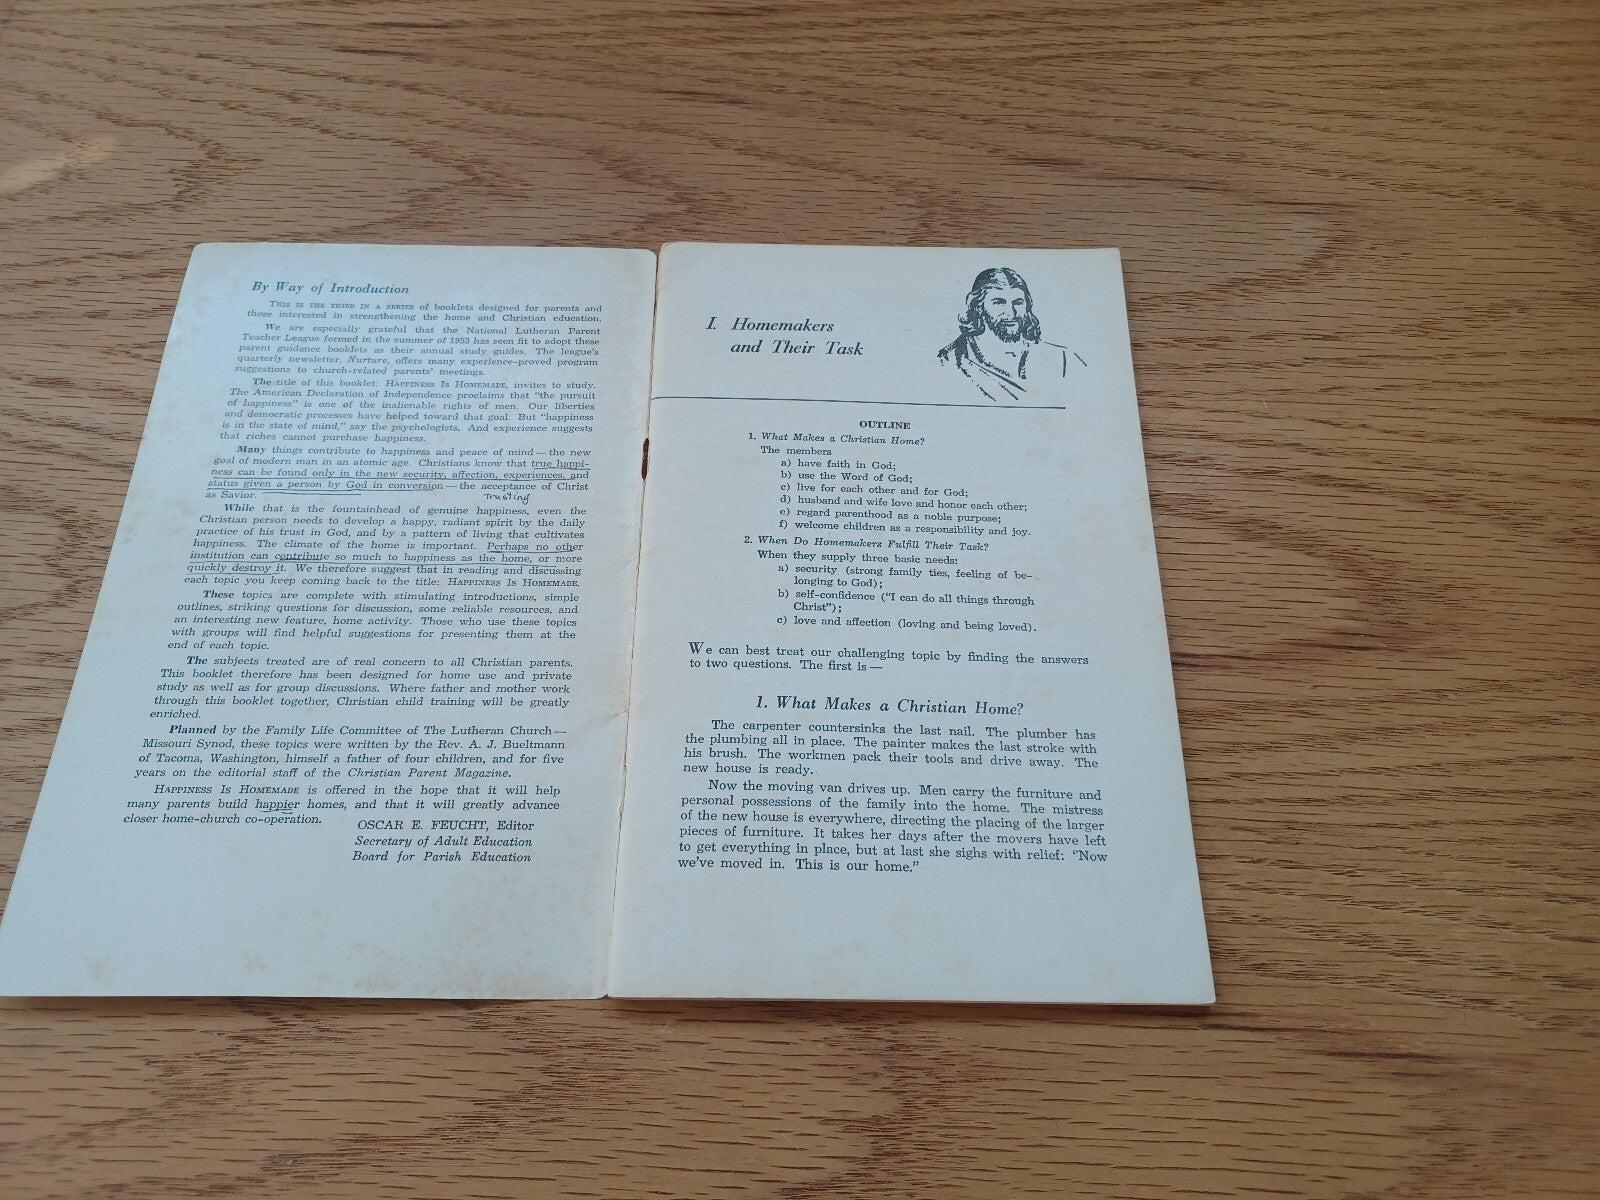 By Way of Introduction
THIS IS THE THIRD IN A SERIES of booklets designed for parents and
those interested in strengthening the home and Christian education.
We are especially grateful that the National Lutheran Parent
Teacher League formed in the summer of 1953 has seen fit to adopt these
parent guidance booklets as their annual study guides. The league's
quarterly newsletter, Nurture, offers many experience-proved program
suggestions to church-related parents' meetings.
The title of this booklet: HAPPINESS IS HOMEMADE, invites to study.
The American Declaration of Independence proclaims that "the pursuit
of happiness" is one of the inalienable rights of men. Our liberties
and democratic processes have helped toward that goal. But "happiness
is in the state of mind," say the psychologists. And experience suggests
that riches cannot purchase happiness.
Many things contribute to happiness and peace of mind — the new
goal of modern man in an atomic age. Christians know that true happi-
ness can be found only in the new security, affection, experiences, and
status given a person by God in conversion — the acceptance of Christ
as Savior.
Trusting
While that is the fountainhead of genuine happiness, even the
Christian person needs to develop a happy, radiant spirit by the daily
practice of his trust in God, and by a pattern of living that cultivates
happiness. The climate of the home is important. Perhaps no other
institution can contribute so much to happiness as the home, or more
quickly destroy it. We therefore suggest that in reading and discussing
each topic you keep coming back to the title: HAPPINESS IS HOMEMADE.
These topics are complete with stimulating introductions, simple
outlines, striking questions for discussion, some reliable resources, and
an interesting new feature, home activity. Those who use these topics
with groups will find helpful suggestions for presenting them at the
end of each topic.
The subjects treated are of real concern to all Christian parents.
This booklet therefore has been designed for home use and private
study as well as for group discussions. Where father and mother work
through this booklet together, Christian child training will be greatly
enriched.
Planned by the Family Life Committee of The Lutheran Church —
Missouri Synod, these topics were written by the Rev. A. J. Bueltmann
of Tacoma, Washington, himself a father of four children, and for five
years on the editorial staff of the Christian Parent Magazine.
HAPPINESS IS HOMEMADE is offered in the hope that it will help
many parents build happier homes, and that it will greatly advance
closer home-church co-operation.
OSCAR E. FEUCHT, Editor
Secretary of Adult Education
Board for Parish Education
I. Homemakers
and Their Task
OUTLINE
1. What Makes a Christian Home?
The members
a) have faith in God;
b) use the Word of God;
c) live for each other and for God;
d) husband and wife love and honor each other;
e) regard parenthood as a noble purpose;
f) welcome children as a responsibility and joy.
2. When Do Homemakers Fulfill Their Task?
When they supply three basic needs:
a) security (strong family ties, feeling of be-
longing to God);
b) self-confidence ("I can do all things through
Christ");
c) love and affection (loving and being loved).
We can best treat our challenging topic by finding the answers
to two questions. The first is —
1. What Makes a Christian Home?
The carpenter countersinks the last nail. The plumber has
the plumbing all in place. The painter makes the last stroke with
his brush. The workmen pack their tools and drive away. The
new house is ready.
Now the moving van drives up. Men carry the furniture and
personal possessions of the family into the home. The mistress
of the new house is everywhere, directing the placing of the larger
pieces of furniture. It takes her days after the movers have left
to get everything in place, but at last she sighs with relief: "Now
we've moved in. This is our home."